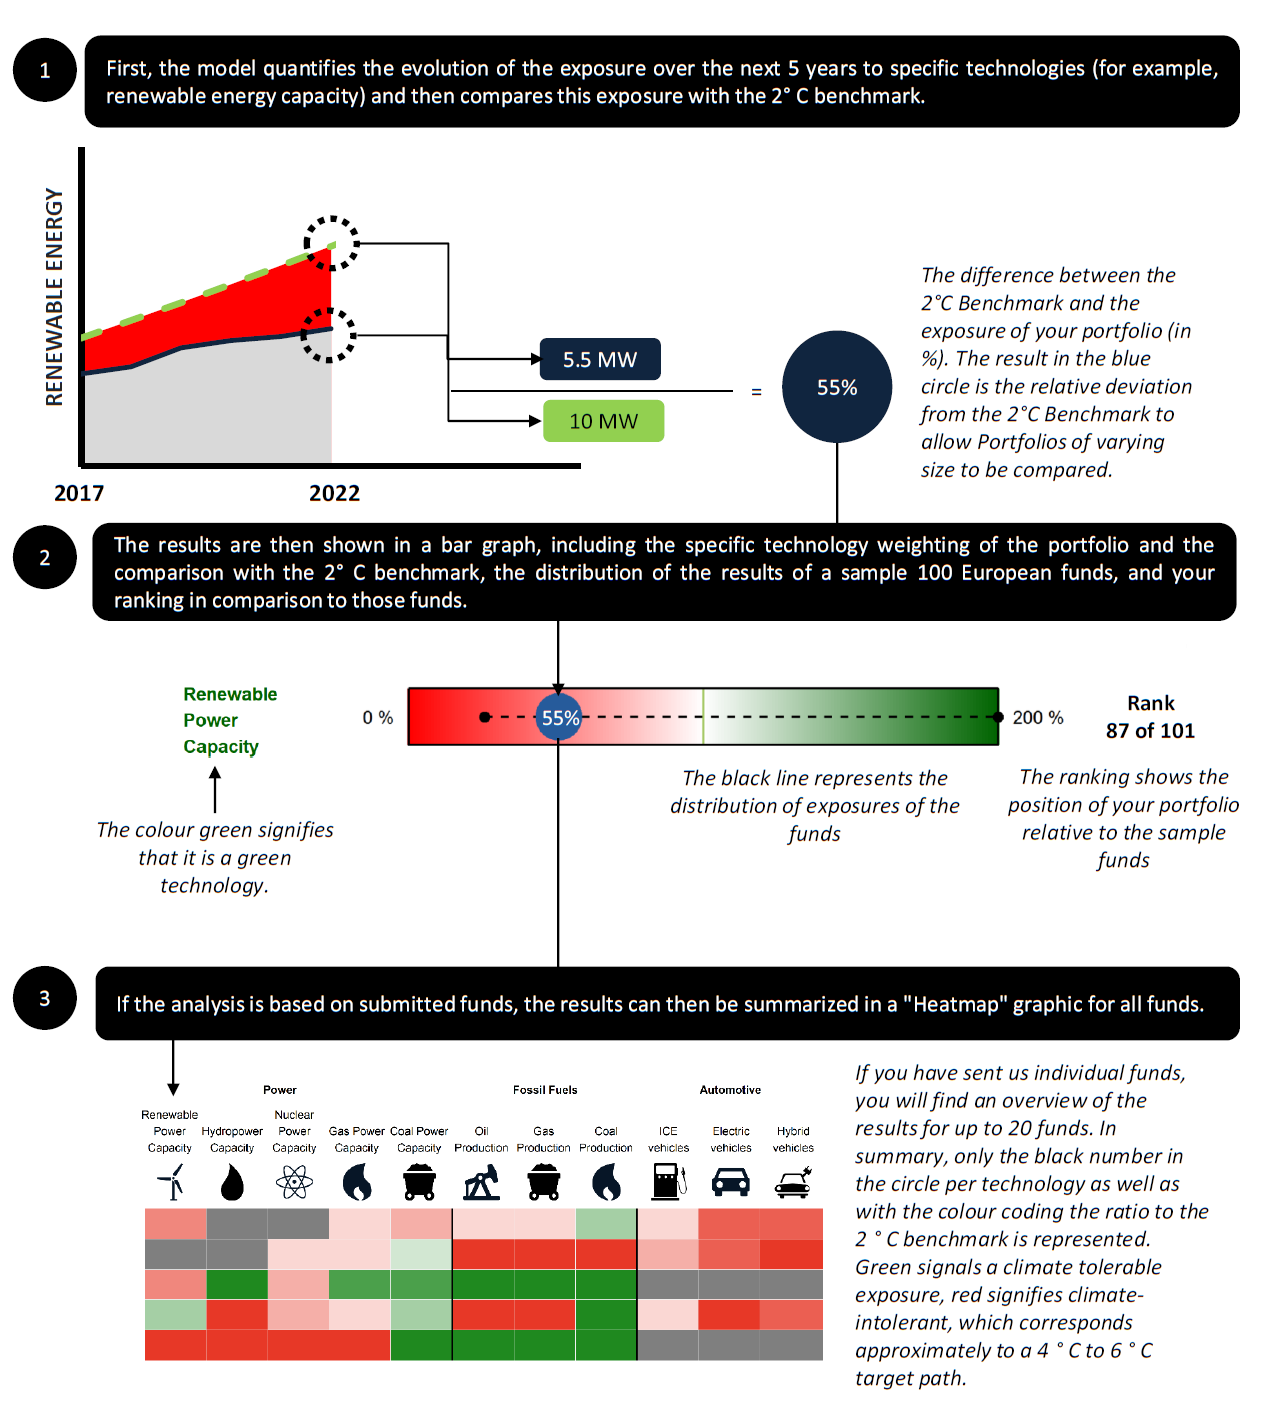 1
First, the model quantifies the evolution of the exposure over the next 5 years to specific technologies (for example,
renewable energy capacity) and then compares this exposure with the 2° C benchmark.
RENEWABLE ENERGY
2017
2022
5.5 MW
10 MW
=
55%
The difference between the
2°C Benchmark and the
exposure of your portfolio (in
%). The result in the blue
circle is the relative deviation
from the 2°C Benchmark to
allow Portfolios of varying
size to be compared.
2
The results are then shown in a bar graph, including the specific technology weighting of the portfolio and the
comparison with the 2° C benchmark, the distribution of the results of a sample 100 European funds, and your
ranking in comparison to those funds.
Renewable
Power
Capacity
0 %
55%
200 %
Rank
87 of 101
The colour green signifies
that it is a green
technology.
The black line represents the
distribution of exposures of the
funds
The ranking shows the
position of your portfolio
relative to the sample
funds
3
If the analysis is based on submitted funds, the results can then be summarized in a "Heatmap" graphic for all funds.
Power
Fossil Fuels
Automotive
Renewable
Power
Capacity
Hydropower
Capacity
Nuclear
Power
Capacity
Gas Power
Capacity
Coal Power
Capacity
Oil
Production
Gas
Production
Coal
Production
ICE
vehicles
Electric
vehicles
Hybrid
vehicles
If you have sent us individual funds,
you will find an overview of the
results for up to 20 funds. In
summary, only the black number in
the circle per technology as well as
with the colour coding the ratio to the
2 ° C benchmark is represented.
Green signals a climate tolerable
exposure, red signifies climate-
intolerant, which corresponds
approximately to a 4 ° C to 6 ° C
target path.